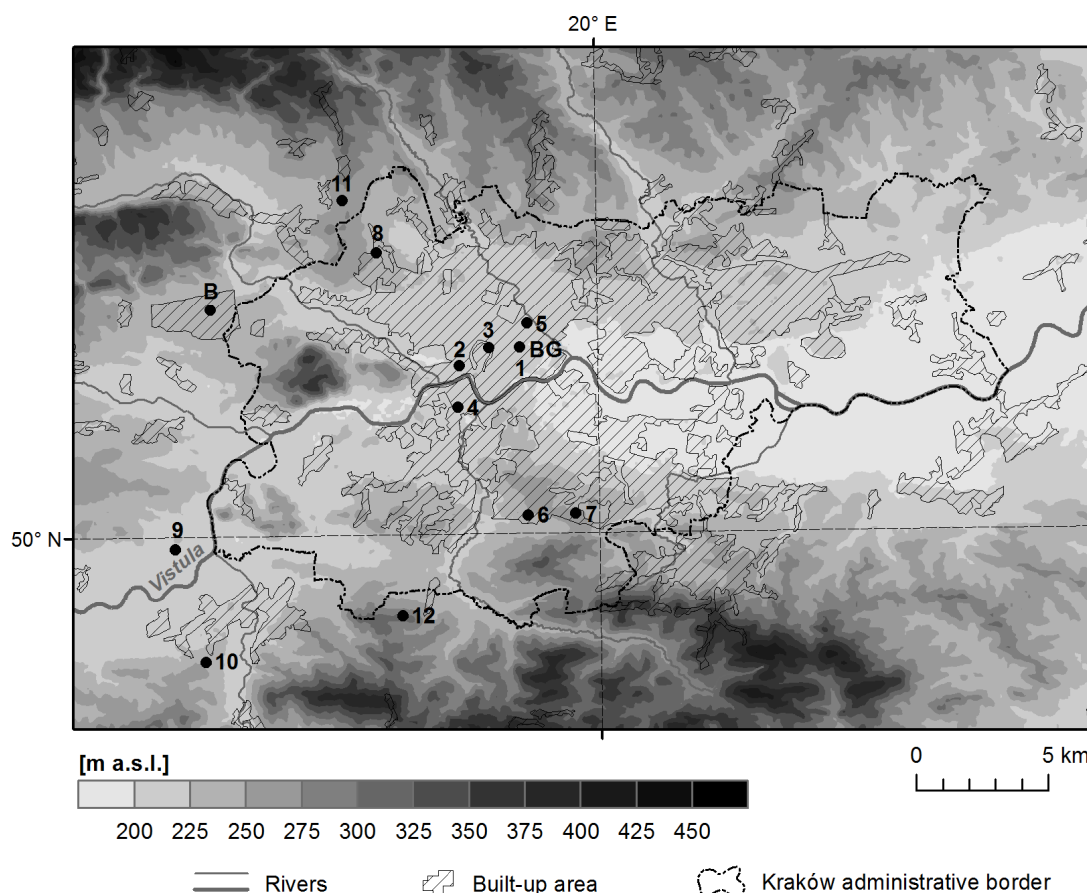 20° E
11
8
B
5
3
BG
2
1
4
6
7
50° N
9
Vistula
12
10
[m a.s.l.]
0 5 km
200 225 250 275 300 325 350 375 400 425 450
Rivers Built-up area Kraków administrative border